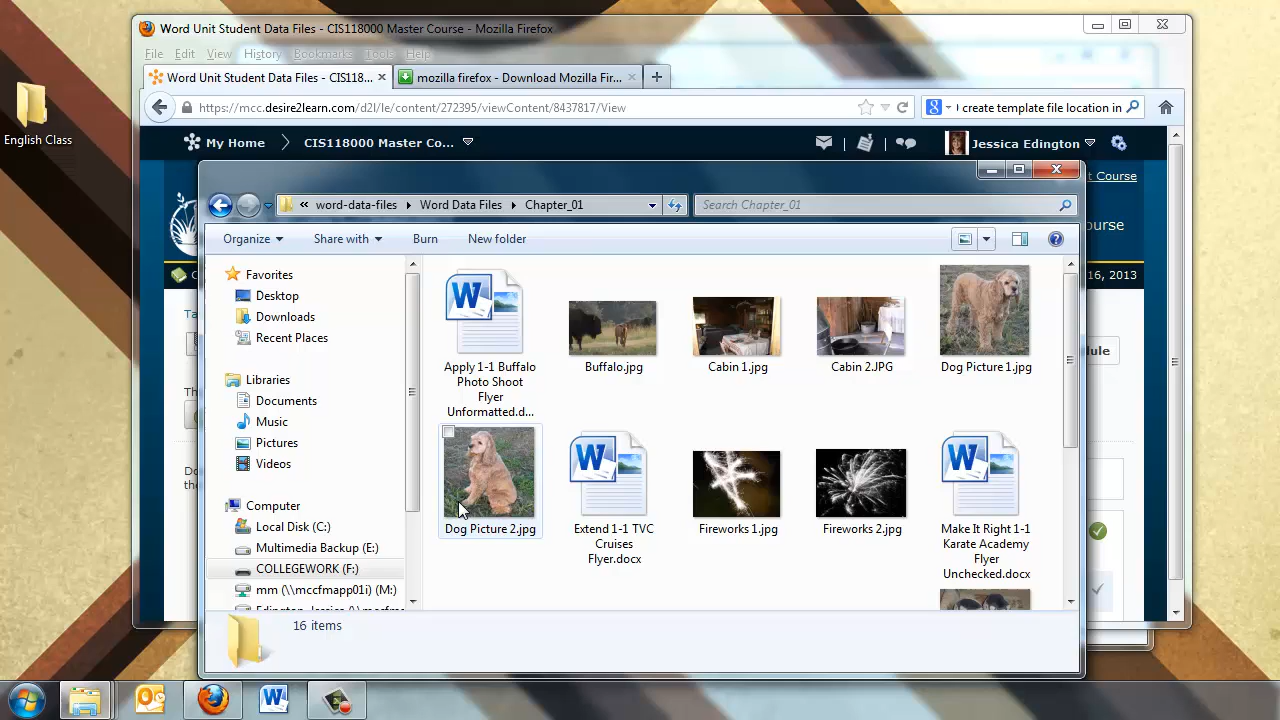 Word Unit Student Data Files - CIS118000 Master Course - Mozilla Firefox
File Edit View History Bookmarks Tools Help
Word Unit Student Data Files - CIS118...
mozilla firefox - Download Mozilla Fir...
https://mcc.desire2learn.com/d2l/le/content/272395/viewContent/8437817/View
create template file location in
English Class
My Home
CIS118000 Master Co...
Jessica Edington
Course
word-data-files
Word Data Files
Chapter_01
Search Chapter_01
Organize
Share with
Burn
New folder
16, 2013
Favorites
Desktop
Downloads
Recent Places
Libraries
Documents
Music
Pictures
Videos
Computer
Local Disk (C:)
Multimedia Backup (E:)
COLLEGEWORK (F:)
mm (\\mccfmapp01i) (M:)
Apply 1-1 Buffalo
Photo Shoot
Flyer
Unformatted.d...
Buffalo.jpg
Cabin 1.jpg
Cabin 2.JPG
Dog Picture 1.jpg
Dog Picture 2.jpg
Extend 1-1 TVC
Cruises
Flyer.docx
Fireworks 1.jpg
Fireworks 2.jpg
Make It Right 1-1
Karate Academy
Flyer
Unchecked.docx
16 items